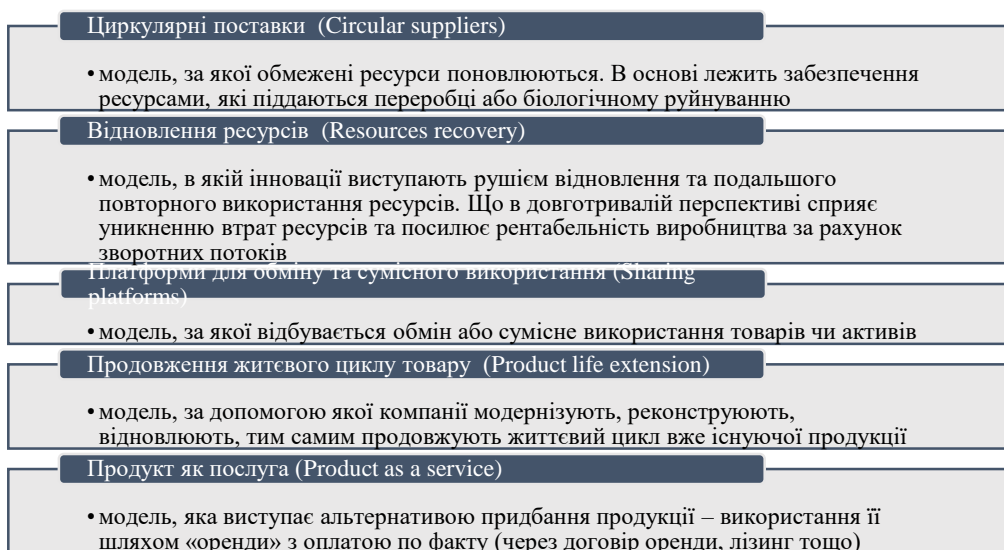 Циркулярні поставки (Circular suppliers)
• модель, за якої обмежені ресурси поновлюються. В основі лежить забезпечення
ресурсами, які піддаються переробці або біологічному руйнуванню
Відновлення ресурсів (Resources recovery)
• модель, в якій інновації виступають рушієм відновлення та подальшого
повторного використання ресурсів. Що в довготривалій перспективі сприяє
уникненню втрат ресурсів та посилює рентабельність виробництва за рахунок
зворотних потоків
Платформи для обміну та сумісного використання (Sharing
platforms)
• модель, за якої відбувається обмін або сумісне використання товарів чи активів
Продовження житєвого циклу товару (Product life extension)
• модель, за допомогою якої компанії модернізують, реконструюють,
відновлюють, тим самим продовжують життєвий цикл вже існуючої продукції
Продукт як послуга (Product as a service)
• модель, яка виступає альтернативою придбання продукції – використання її
шляхом «оренди» з оплатою по факту (через договір оренди, лізинг тощо)